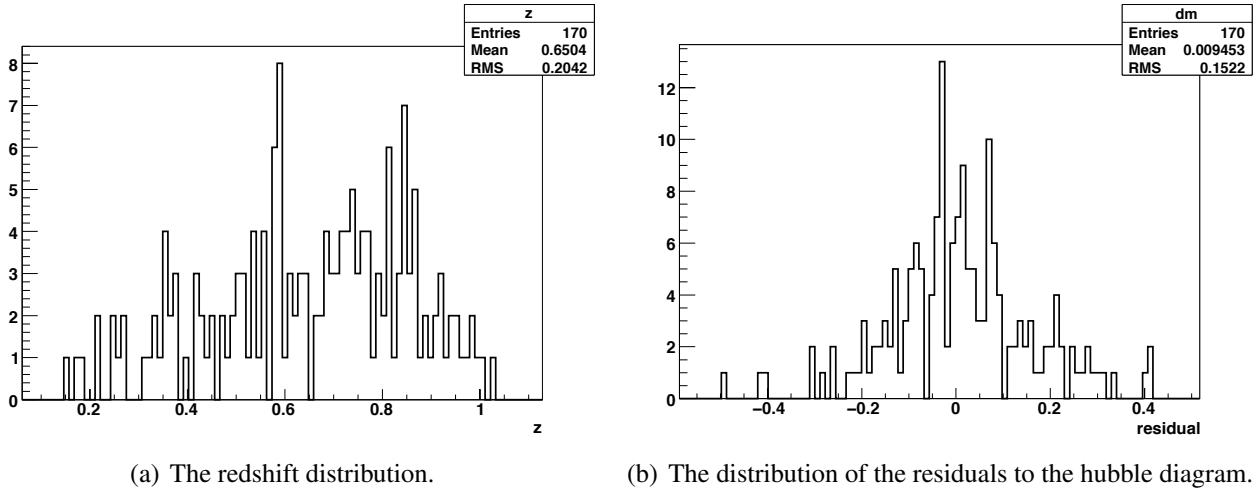 z
Entries 170
Mean 0.6504
RMS 0.2042
8
7
6
5
4
3
2
1
0
0.2 0.4 0.6 0.8 1
z
(a) The redshift distribution.
dm
Entries 170
Mean 0.009453
RMS 0.1522
12
10
8
6
4
2
0
−0.4 −0.2 0 0.2 0.4
residual
(b) The distribution of the residuals to the hubble diagram.